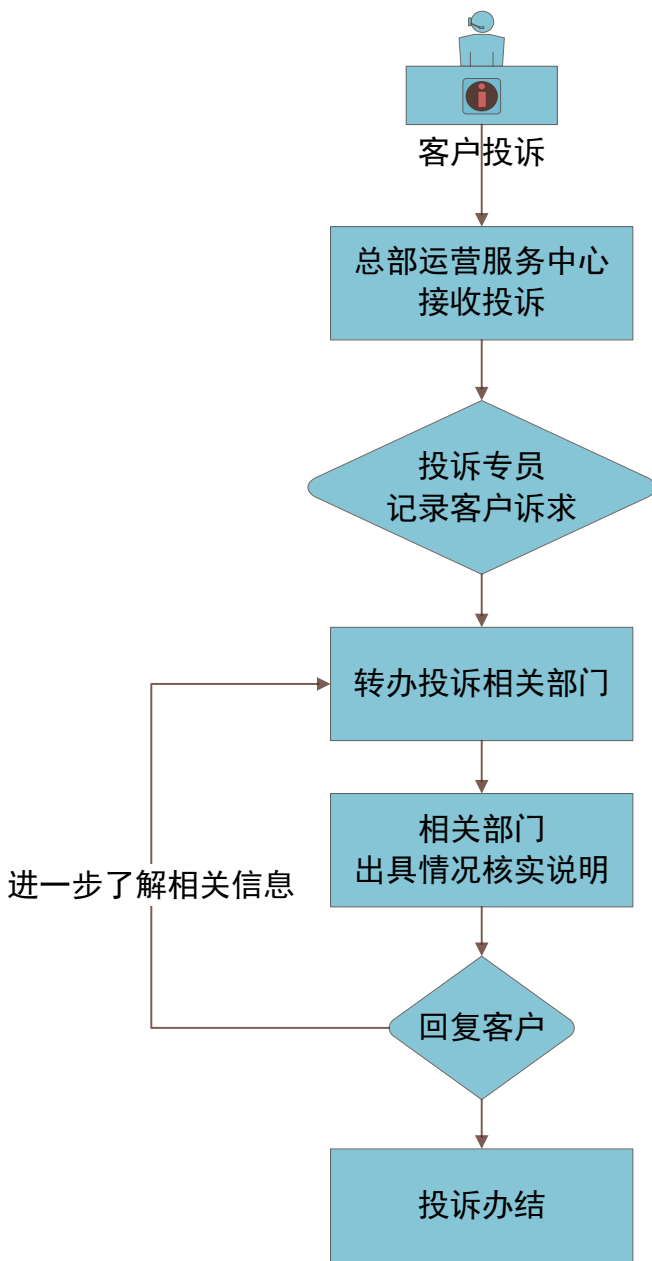 客户投诉
总部运营服务中心
接收投诉
投诉专员
记录客户诉求
转办投诉相关部门
相关部门
出具情况核实说明
进一步了解相关信息
回复客户
投诉办结